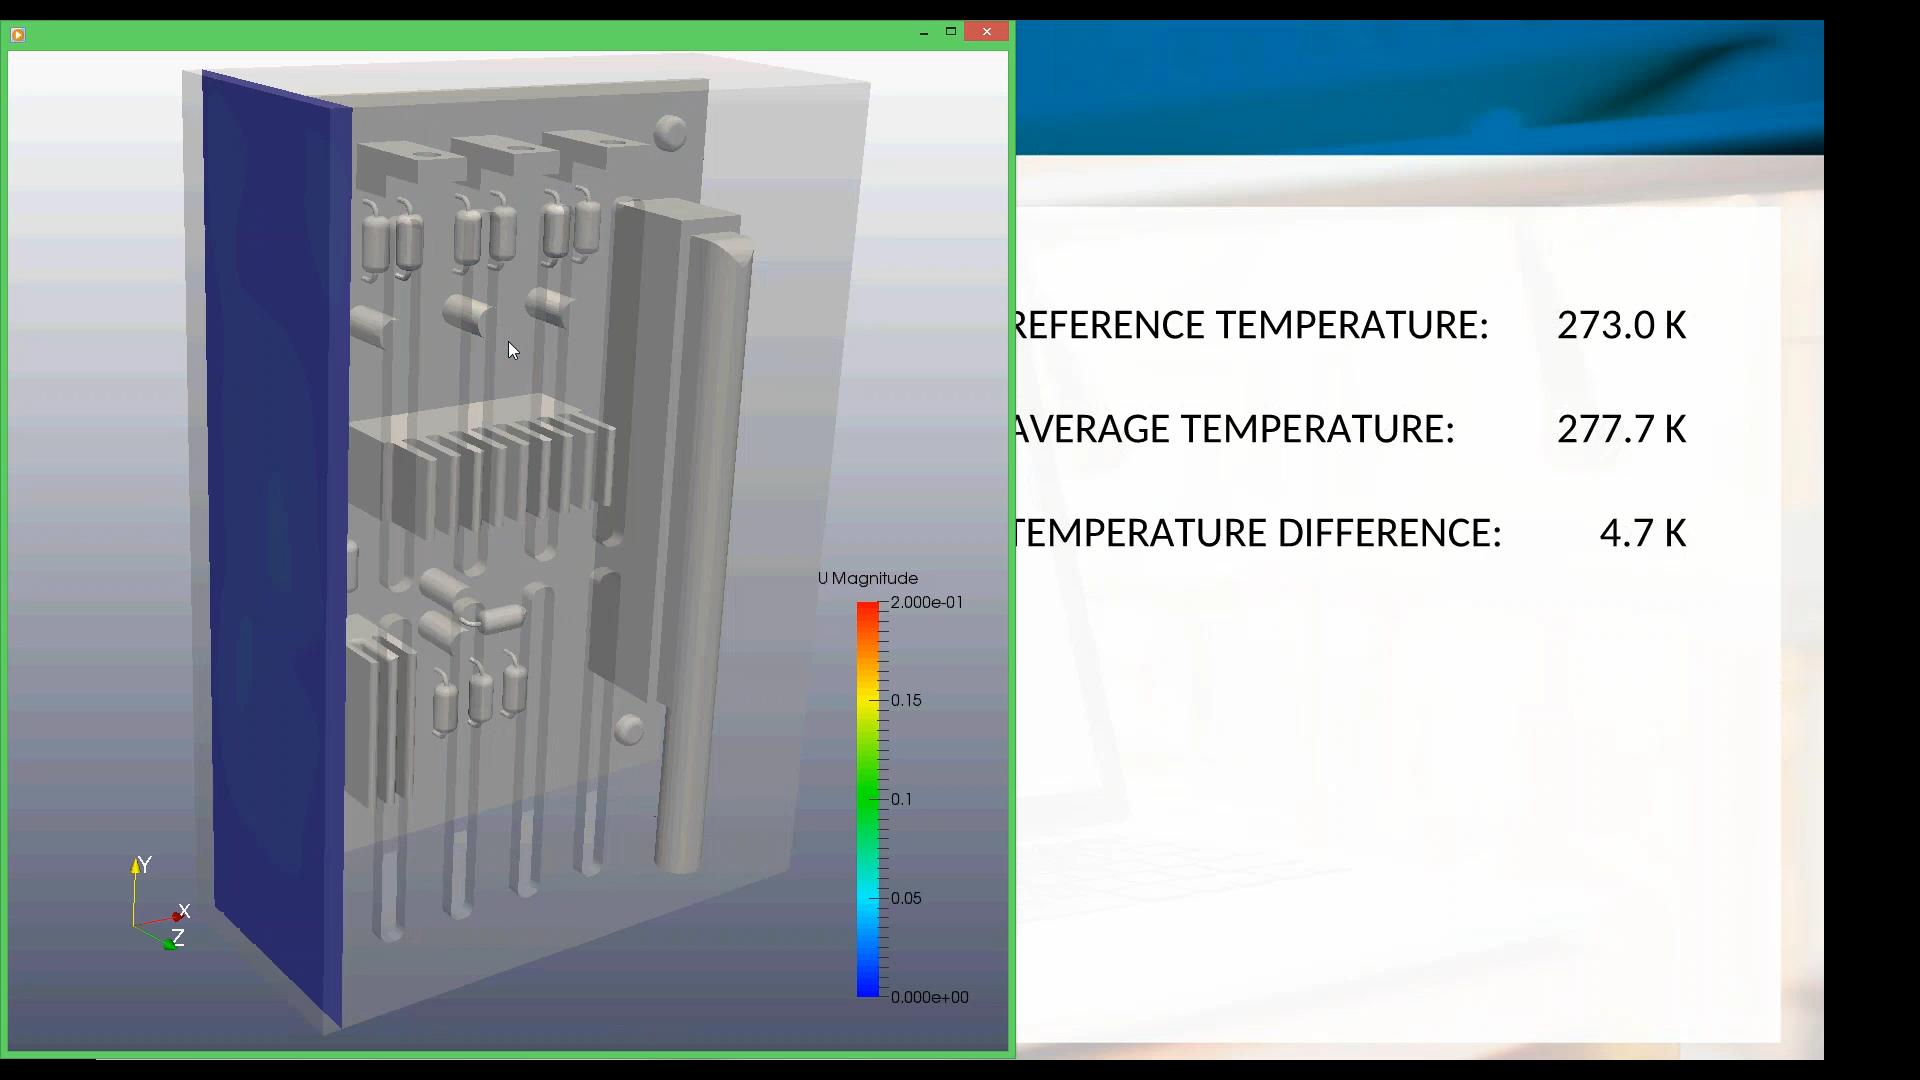 REFERENCE TEMPERATURE: 273.0 K
AVERAGE TEMPERATURE: 277.7 K
TEMPERATURE DIFFERENCE: 4.7 K
U Magnitude
2.000e-01
0.15
0.1
0.05
0.000e+00
Y
X
Z